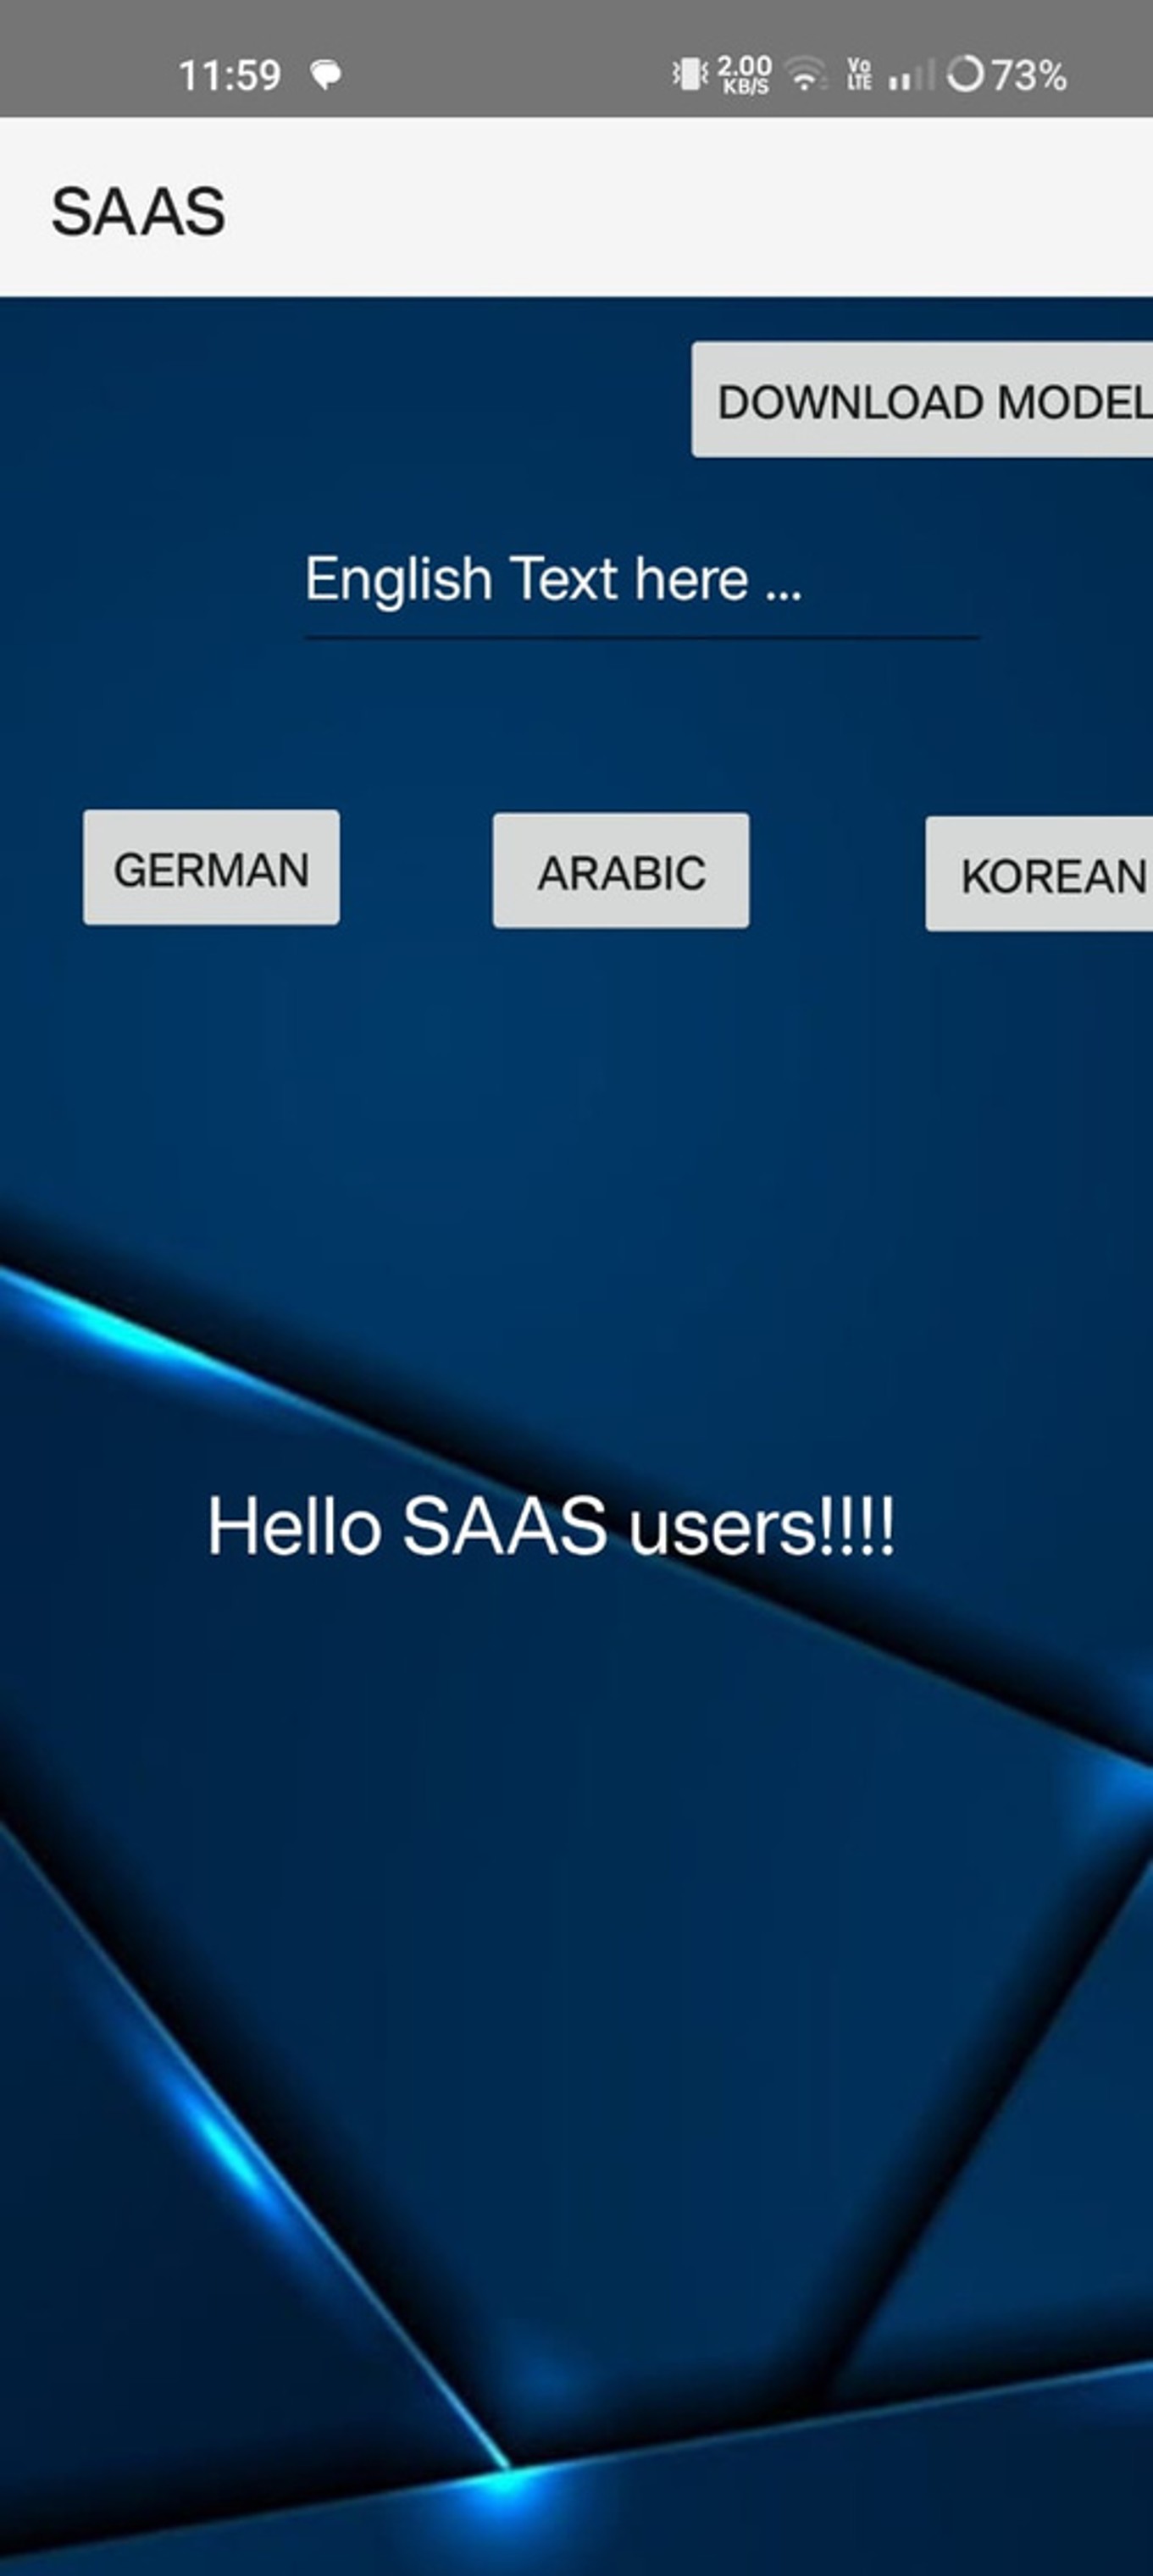 11:59 2.00 KB/S Vo LTE 73%
SAAS
DOWNLOAD MODEL
English Text here ...
GERMAN ARABIC KOREAN
Hello SAAS users!!!!